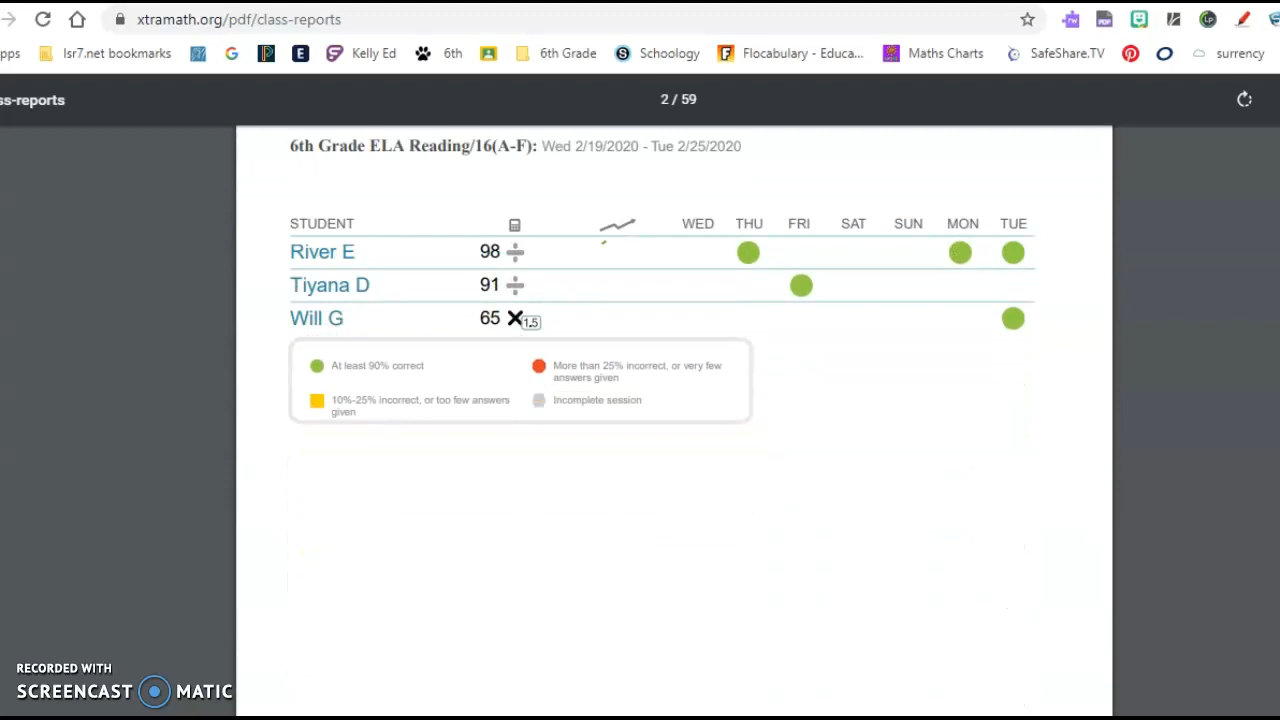 xtramath.org/pdf/class-reports
pps lsr7.net bookmarks Kelly Ed 6th 6th Grade Schoology Flocabulary - Educa... Maths Charts SafeShare.TV surrency
ss-reports 2 / 59
6th Grade ELA Reading/16(A-F): Wed 2/19/2020 - Tue 2/25/2020
STUDENT WED THU FRI SAT SUN MON TUE
River E 98 ÷
Tiyana D 91 ÷
Will G 65 × 1.5
At least 90% correct
More than 25% incorrect, or very few
answers given
10%-25% incorrect, or too few answers
given
Incomplete session
RECORDED WITH
SCREENCAST MATIC